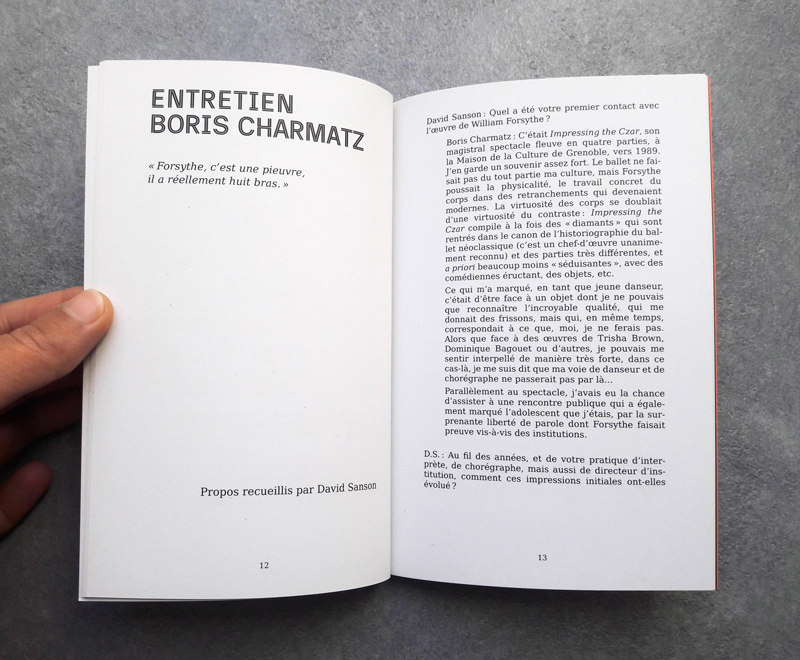 ENTRETIEN
BORIS CHARMATZ
« Forsythe, c’est une pieuvre,
il a réellement huit bras. »
Propos recueillis par David Sanson
12
David Sanson : Quel a été votre premier contact avec
l’œuvre de William Forsythe ?
Boris Charmatz : C’était Impressing the Czar, son
magistral spectacle fleuve en quatre parties, à
la Maison de la Culture de Grenoble, vers 1989.
J’en garde un souvenir assez fort. Le ballet ne fai-
sait pas du tout partie ma culture, mais Forsythe
poussait la physicalité, le travail concret du
corps dans des retranchements qui devenaient
modernes. La virtuosité des corps se doublait
d’une virtuosité du contraste : Impressing the
Czar compile à la fois des « diamants » qui sont
rentrés dans le canon de l’historiographie du bal-
let néoclassique (c’est un chef-d’œuvre unanime-
ment reconnu) et des parties très différentes, et
a priori beaucoup moins « séduisantes », avec des
comédiennes éructant, des objets, etc.
Ce qui m’a marqué, en tant que jeune danseur,
c’était d’être face à un objet dont je ne pouvais
que reconnaître l’incroyable qualité, qui me
donnait des frissons, mais qui, en même temps,
correspondait à ce que, moi, je ne ferais pas.
Alors que face à des œuvres de Trisha Brown,
Dominique Bagouet ou d’autres, je pouvais me
sentir interpellé de manière très forte, dans ce
cas-là, je me suis dit que ma voie de danseur et de
chorégraphe ne passerait pas par là…
Parallèlement au spectacle, j’avais eu la chance
d’assister à une rencontre publique qui a égale-
ment marqué l’adolescent que j’étais, par la sur-
prenante liberté de parole dont Forsythe faisait
preuve vis-à-vis des institutions.
D.S. : Au fil des années, et de votre pratique d’inter-
prète, de chorégraphe, mais aussi de directeur d’ins-
titution, comment ces impressions initiales ont-elles
évolué ?
13